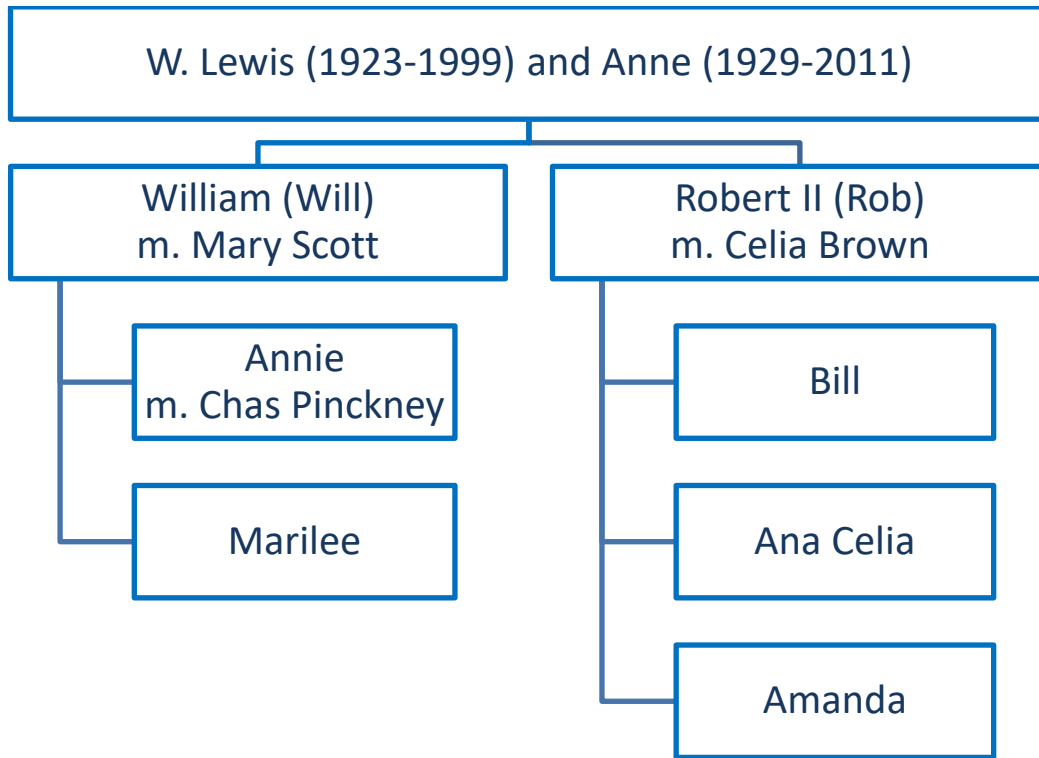 W. Lewis (1923-1999) and Anne (1929-2011)
William (Will)
m. Mary Scott
Annie
m. Chas Pinckney
Marilee
Robert II (Rob)
m. Celia Brown
Bill
Ana Celia
Amanda